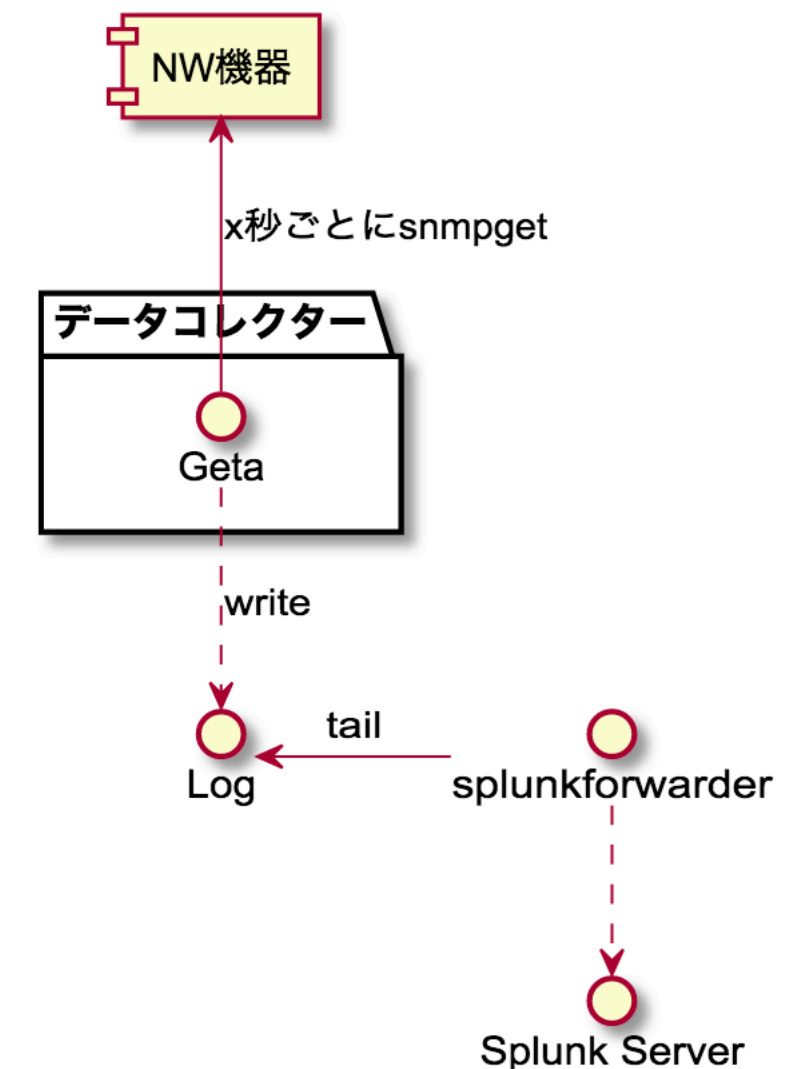 NW機器
x秒ごとにsnmpget
データコレクター
Geta
write
tail
Log
splunkforwarder
Splunk Server